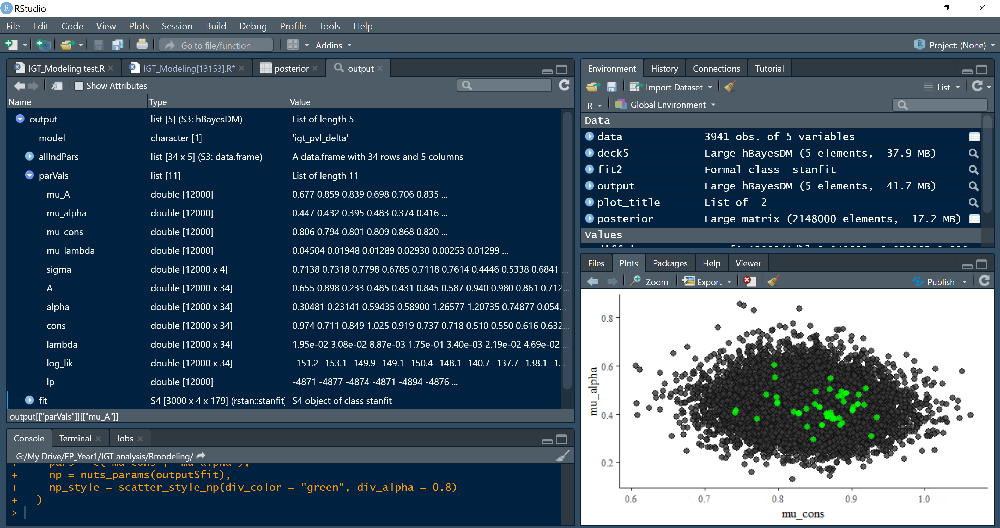 RStudio
File Edit Code View Plots Session Build Debug Profile Tools Help
Go to file/function Addins Project: (None)
IGT_Modeling test.R IGT_Modeling[13153].R* posterior output
Show Attributes
Name Type Value
output list [5] (S3: hBayesDM) List of length 5
model character [1] 'igt_pvl_delta'
allIndPars list [34 x 5] (S3: data.frame) A data.frame with 34 rows and 5 columns
parVals list [11] List of length 11
mu_A double [12000] 0.677 0.859 0.839 0.698 0.706 0.835 ...
mu_alpha double [12000] 0.447 0.432 0.395 0.483 0.374 0.416 ...
mu_cons double [12000] 0.806 0.794 0.801 0.809 0.868 0.820 ...
mu_lambda double [12000] 0.04504 0.01948 0.01289 0.02930 0.00253 0.01299 ...
sigma double [12000 x 4] 0.7138 0.7318 0.7798 0.6785 0.7118 0.7614 0.4446 0.5338 0.6841 ...
A double [12000 x 34] 0.655 0.898 0.233 0.485 0.431 0.845 0.587 0.940 0.980 0.861 0.712...
alpha double [12000 x 34] 0.30481 0.23141 0.59435 0.58900 1.26577 1.20735 0.74877 0.054...
cons double [12000 x 34] 0.974 0.711 0.849 1.025 0.919 0.737 0.718 0.510 0.550 0.616 0.632...
lambda double [12000 x 34] 1.95e-02 3.08e-02 8.87e-03 1.75e-01 3.40e-03 2.19e-02 4.69e-02 ...
log_lik double [12000 x 34] -151.2 -153.1 -149.9 -149.1 -150.4 -148.1 -140.7 -137.7 -138.1 -1...
lp__ double [12000] -4871 -4877 -4874 -4871 -4894 -4876 ...
fit S4 [3000 x 4 x 179] (rstan::stanfit) S4 object of class stanfit
output[["parVals"]][["mu_A"]]
Console Terminal Jobs
G:/My Drive/EP_Year1/IGT analysis/Rmodeling/
+ pars = c("mu_cons", "mu_alpha"),
+ np = nuts_params(output$fit),
+ np_style = scatter_style_np(div_color = "green", div_alpha = 0.8)
+ )
>
Environment History Connections Tutorial
Import Dataset List
R Global Environment
Data
data 3941 obs. of 5 variables
deck5 Large hBayesDM (5 elements, 37.9 MB)
fit2 Formal class stanfit
output Large hBayesDM (5 elements, 41.7 MB)
plot_title List of 2
posterior Large matrix (2148000 elements, 17.2 MB)
Values
Files Plots Packages Help Viewer
Zoom Export Publish
mu_alpha
0.8
0.6
0.4
0.2
0.6 0.7 0.8 0.9 1.0
mu_cons